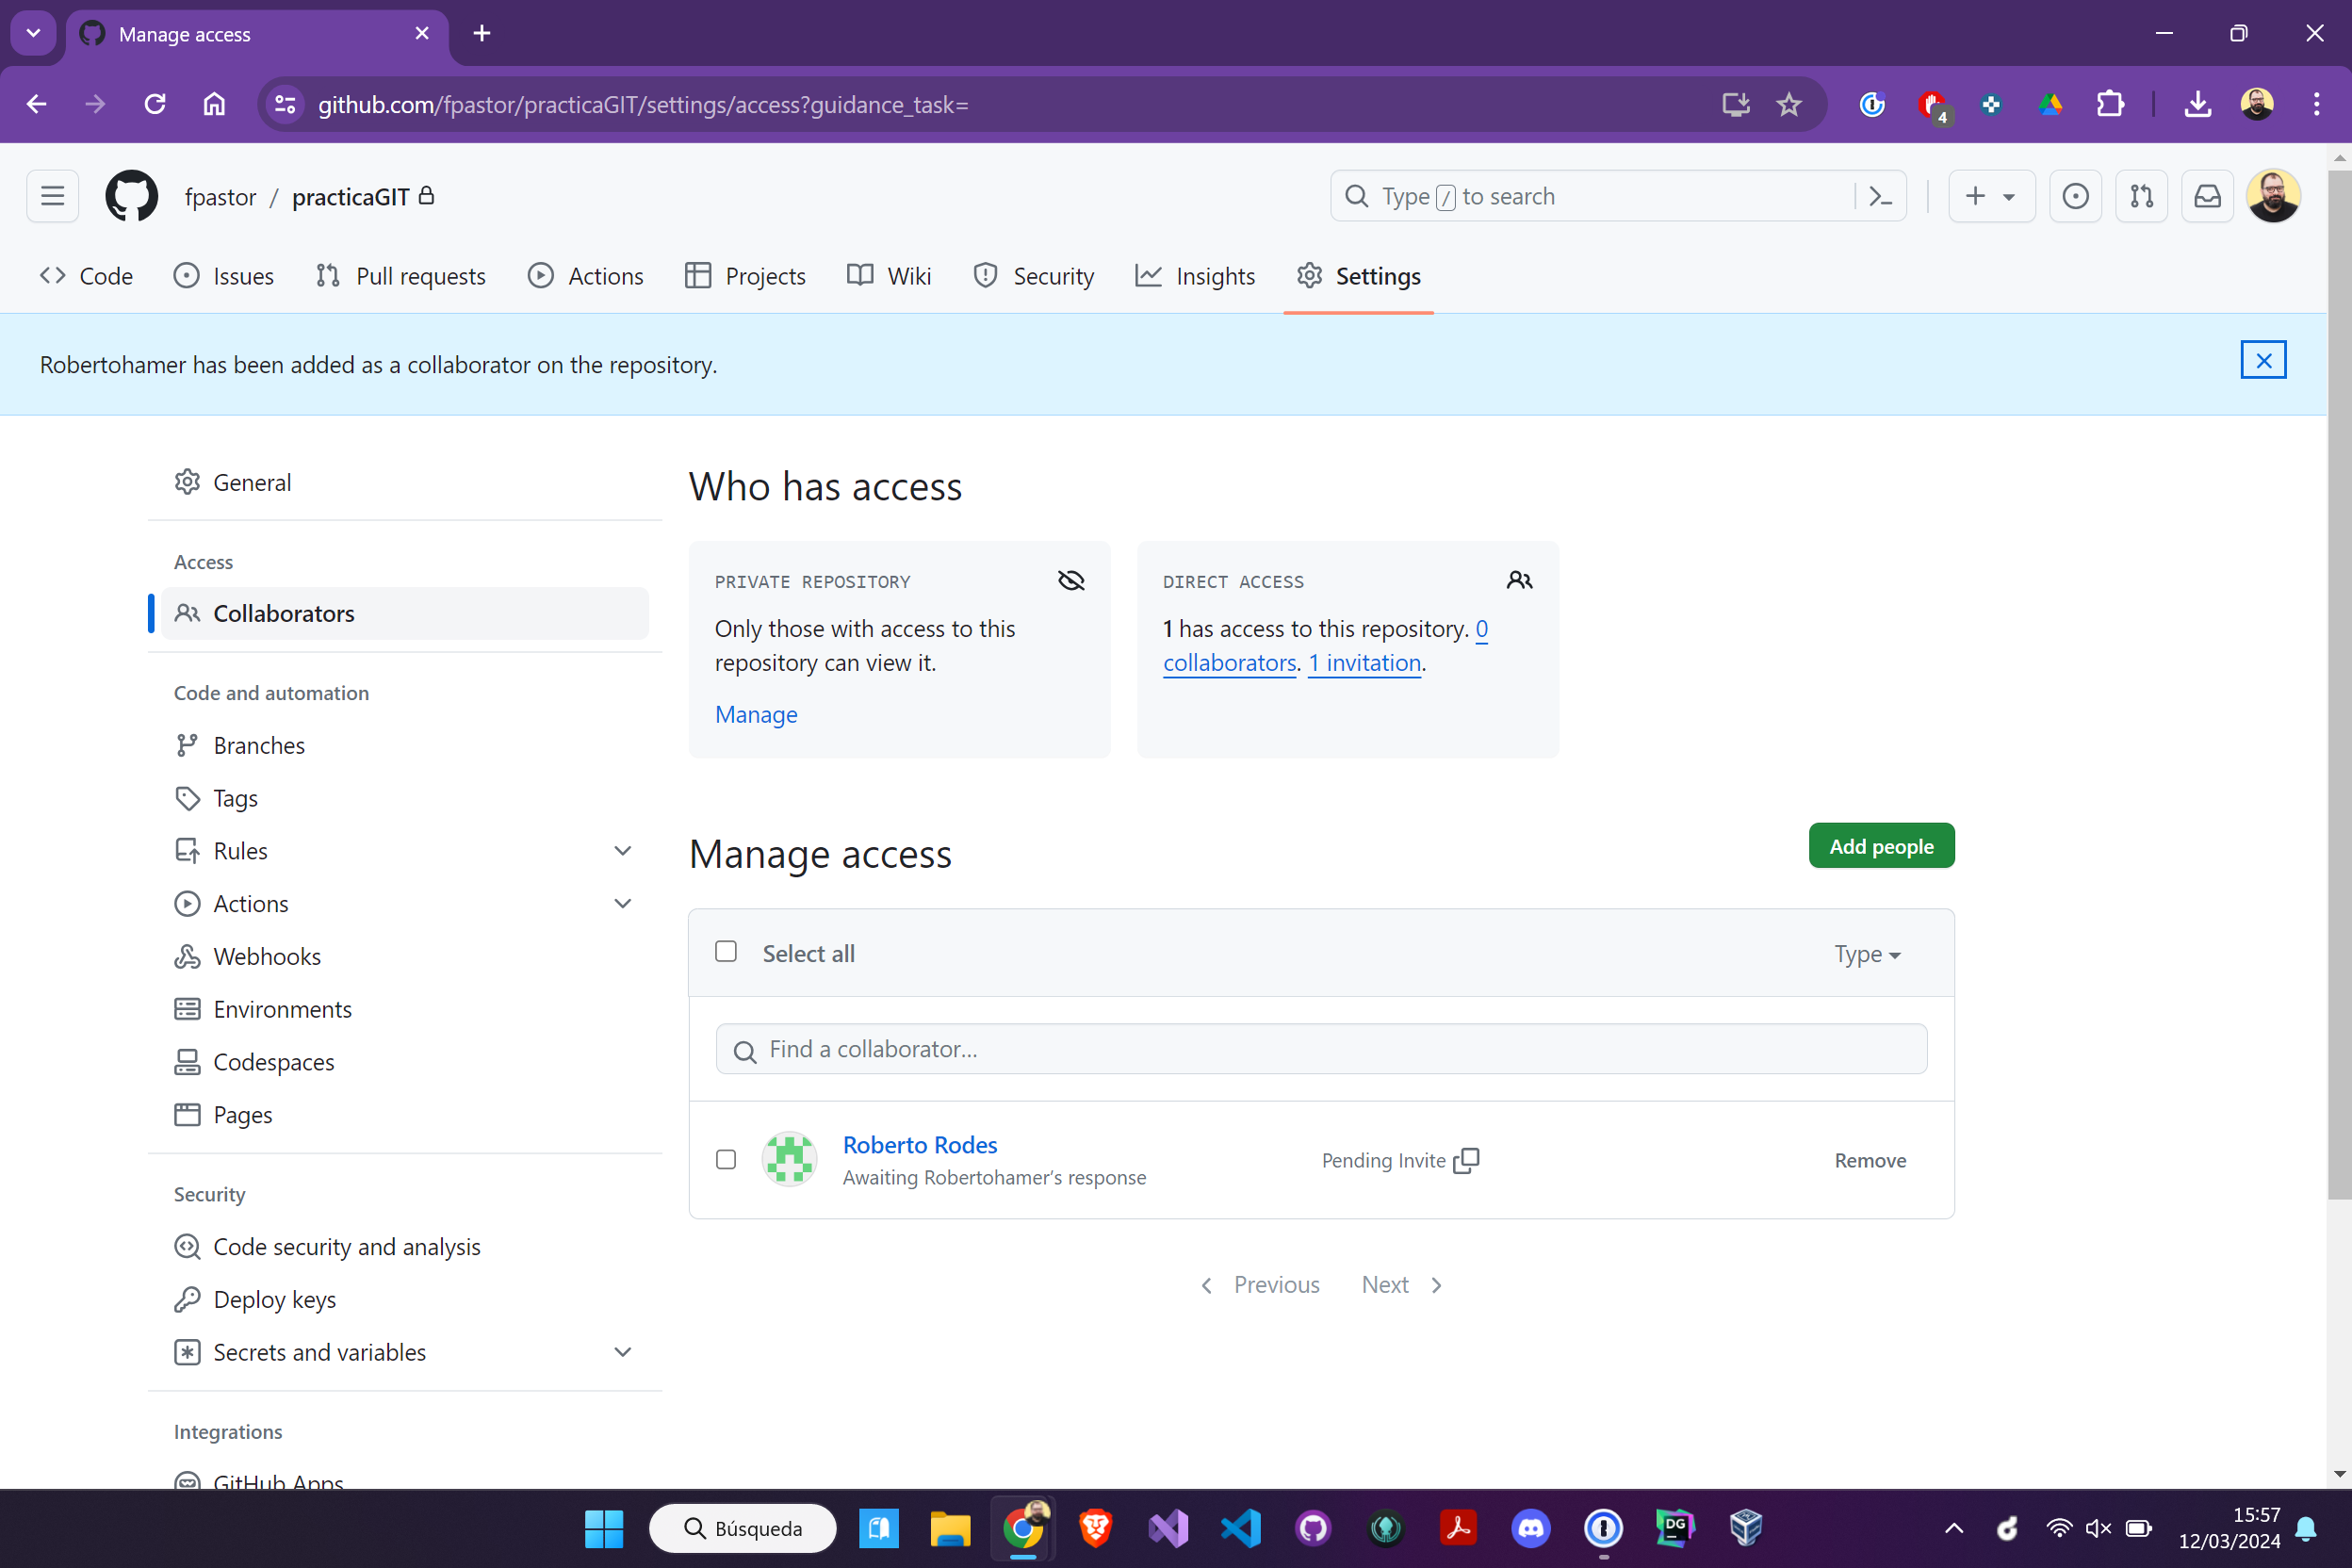 Manage access
github.com/fpastor/practicaGIT/settings/access?guidance_task=
4
fpastor / practicaGIT
Type / to search
Code
Issues
Pull requests
Actions
Projects
Wiki
Security
Insights
Settings
Robertohamer has been added as a collaborator on the repository.
General
Access
Collaborators
Code and automation
Branches
Tags
Rules
Actions
Webhooks
Environments
Codespaces
Pages
Security
Code security and analysis
Deploy keys
Secrets and variables
Integrations
GitHub Apps
Who has access
PRIVATE REPOSITORY
Only those with access to this
repository can view it.
Manage
DIRECT ACCESS
1 has access to this repository. 0
collaborators. 1 invitation.
Manage access
Add people
Select all
Type
Find a collaborator...
Roberto Rodes
Awaiting Robertohamer's response
Pending Invite
Remove
Previous
Next
Búsqueda
DG
15:57
12/03/2024